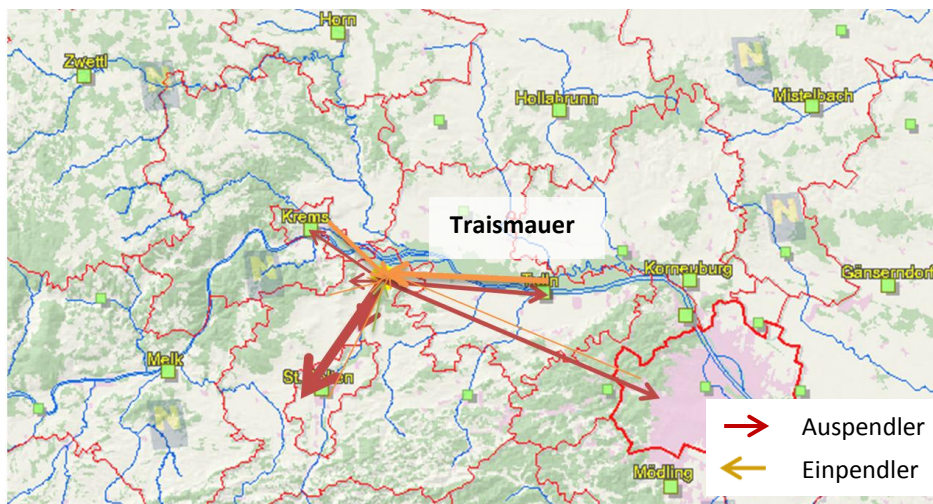 Horn
Zwettl
Hollabrunn
Mistelbach
Krems
Traismauer
Tulln
Korneuburg
Gänserndorf
Melk
Auspendler
Einpendler
Mödling
N
N
N
N
N